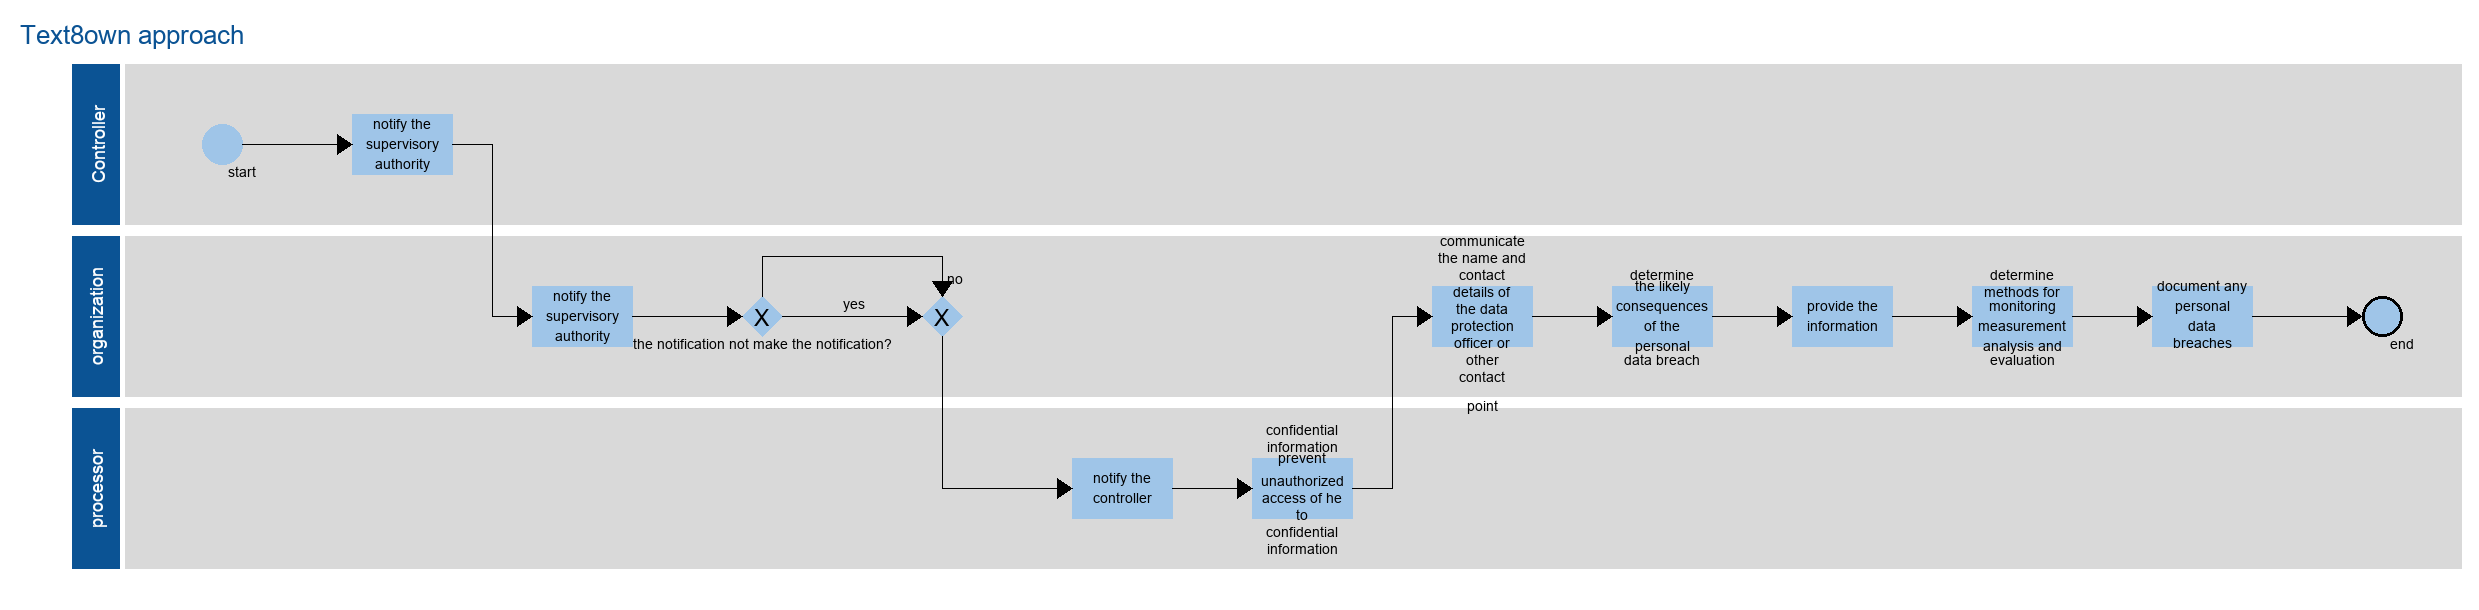 Text8own approach
Controller
start
notify the
supervisory
authority
organization
notify the
supervisory
authority
X
the notification not make the notification?
yes
no
X
communicate
the name and
contact
details of
the data
protection
officer or
other
contact
point
determine
the likely
consequences
of the
personal
data breach
provide the
information
determine
methods for
monitoring
measurement
analysis and
evaluation
document any
personal
data
breaches
end
processor
notify the
controller
confidential
information
prevent
unauthorized
access of he
to
confidential
information